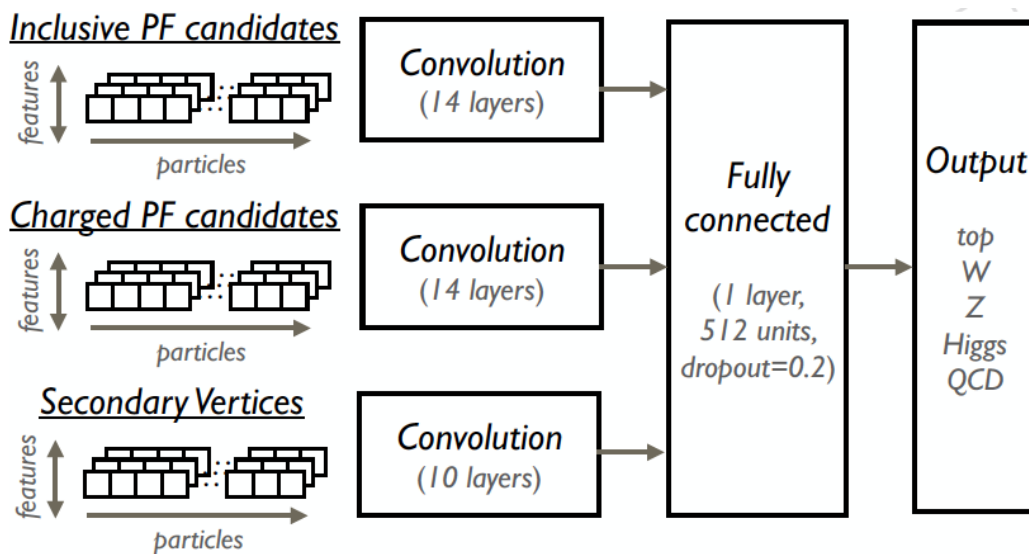 Inclusive PF candidates
features
particles
Convolution
(14 layers)
Charged PF candidates
features
particles
Convolution
(14 layers)
Secondary Vertices
features
particles
Convolution
(10 layers)
Fully
connected
(1 layer,
512 units,
dropout=0.2)
Output
top
W
Z
Higgs
QCD